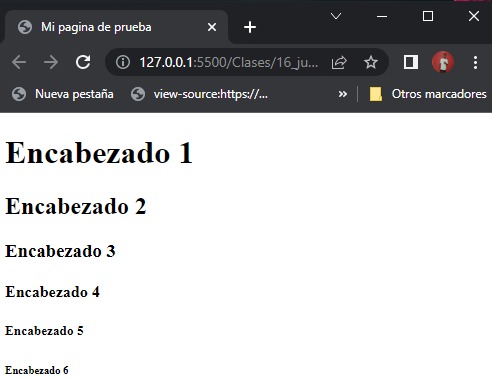 Mi pagina de prueba
127.0.0.1:5500/Clases/16_ju...
Nueva pestaña
view-source:https://...
»
Otros marcadores
Encabezado 1
Encabezado 2
Encabezado 3
Encabezado 4
Encabezado 5
Encabezado 6